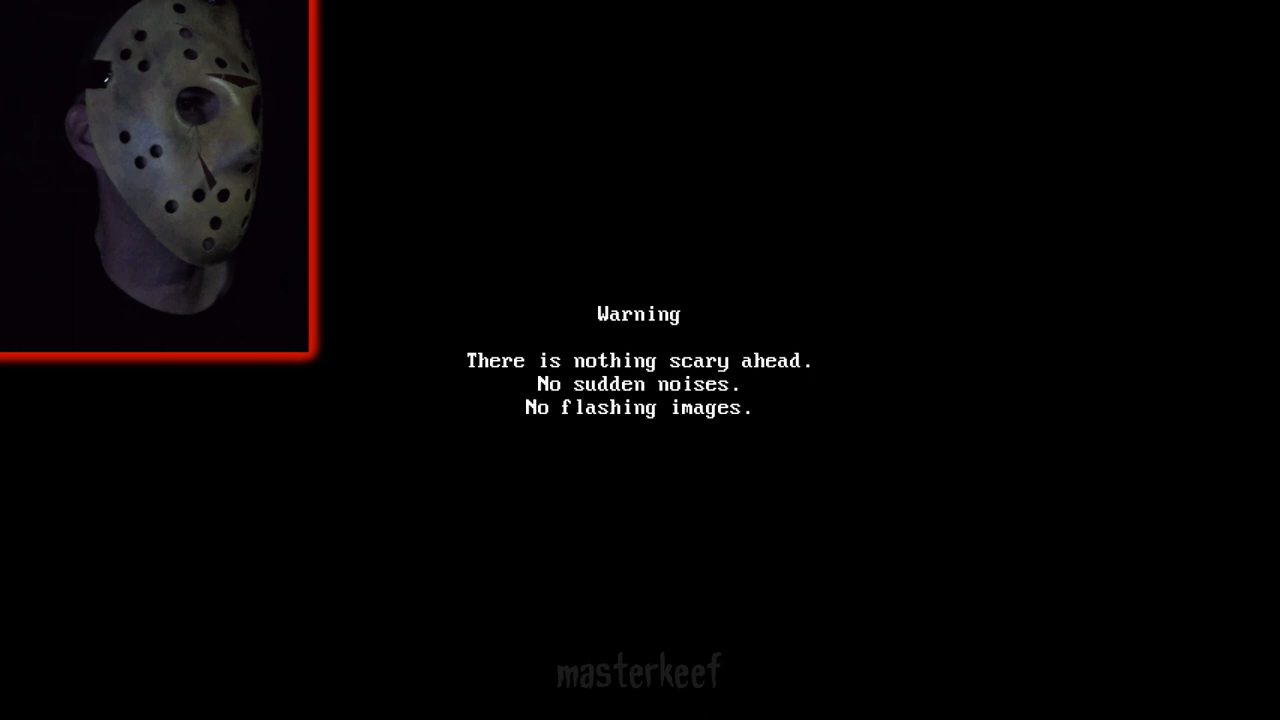 Warning
There is nothing scary ahead.
No sudden noises.
No flashing images.
masterkeef